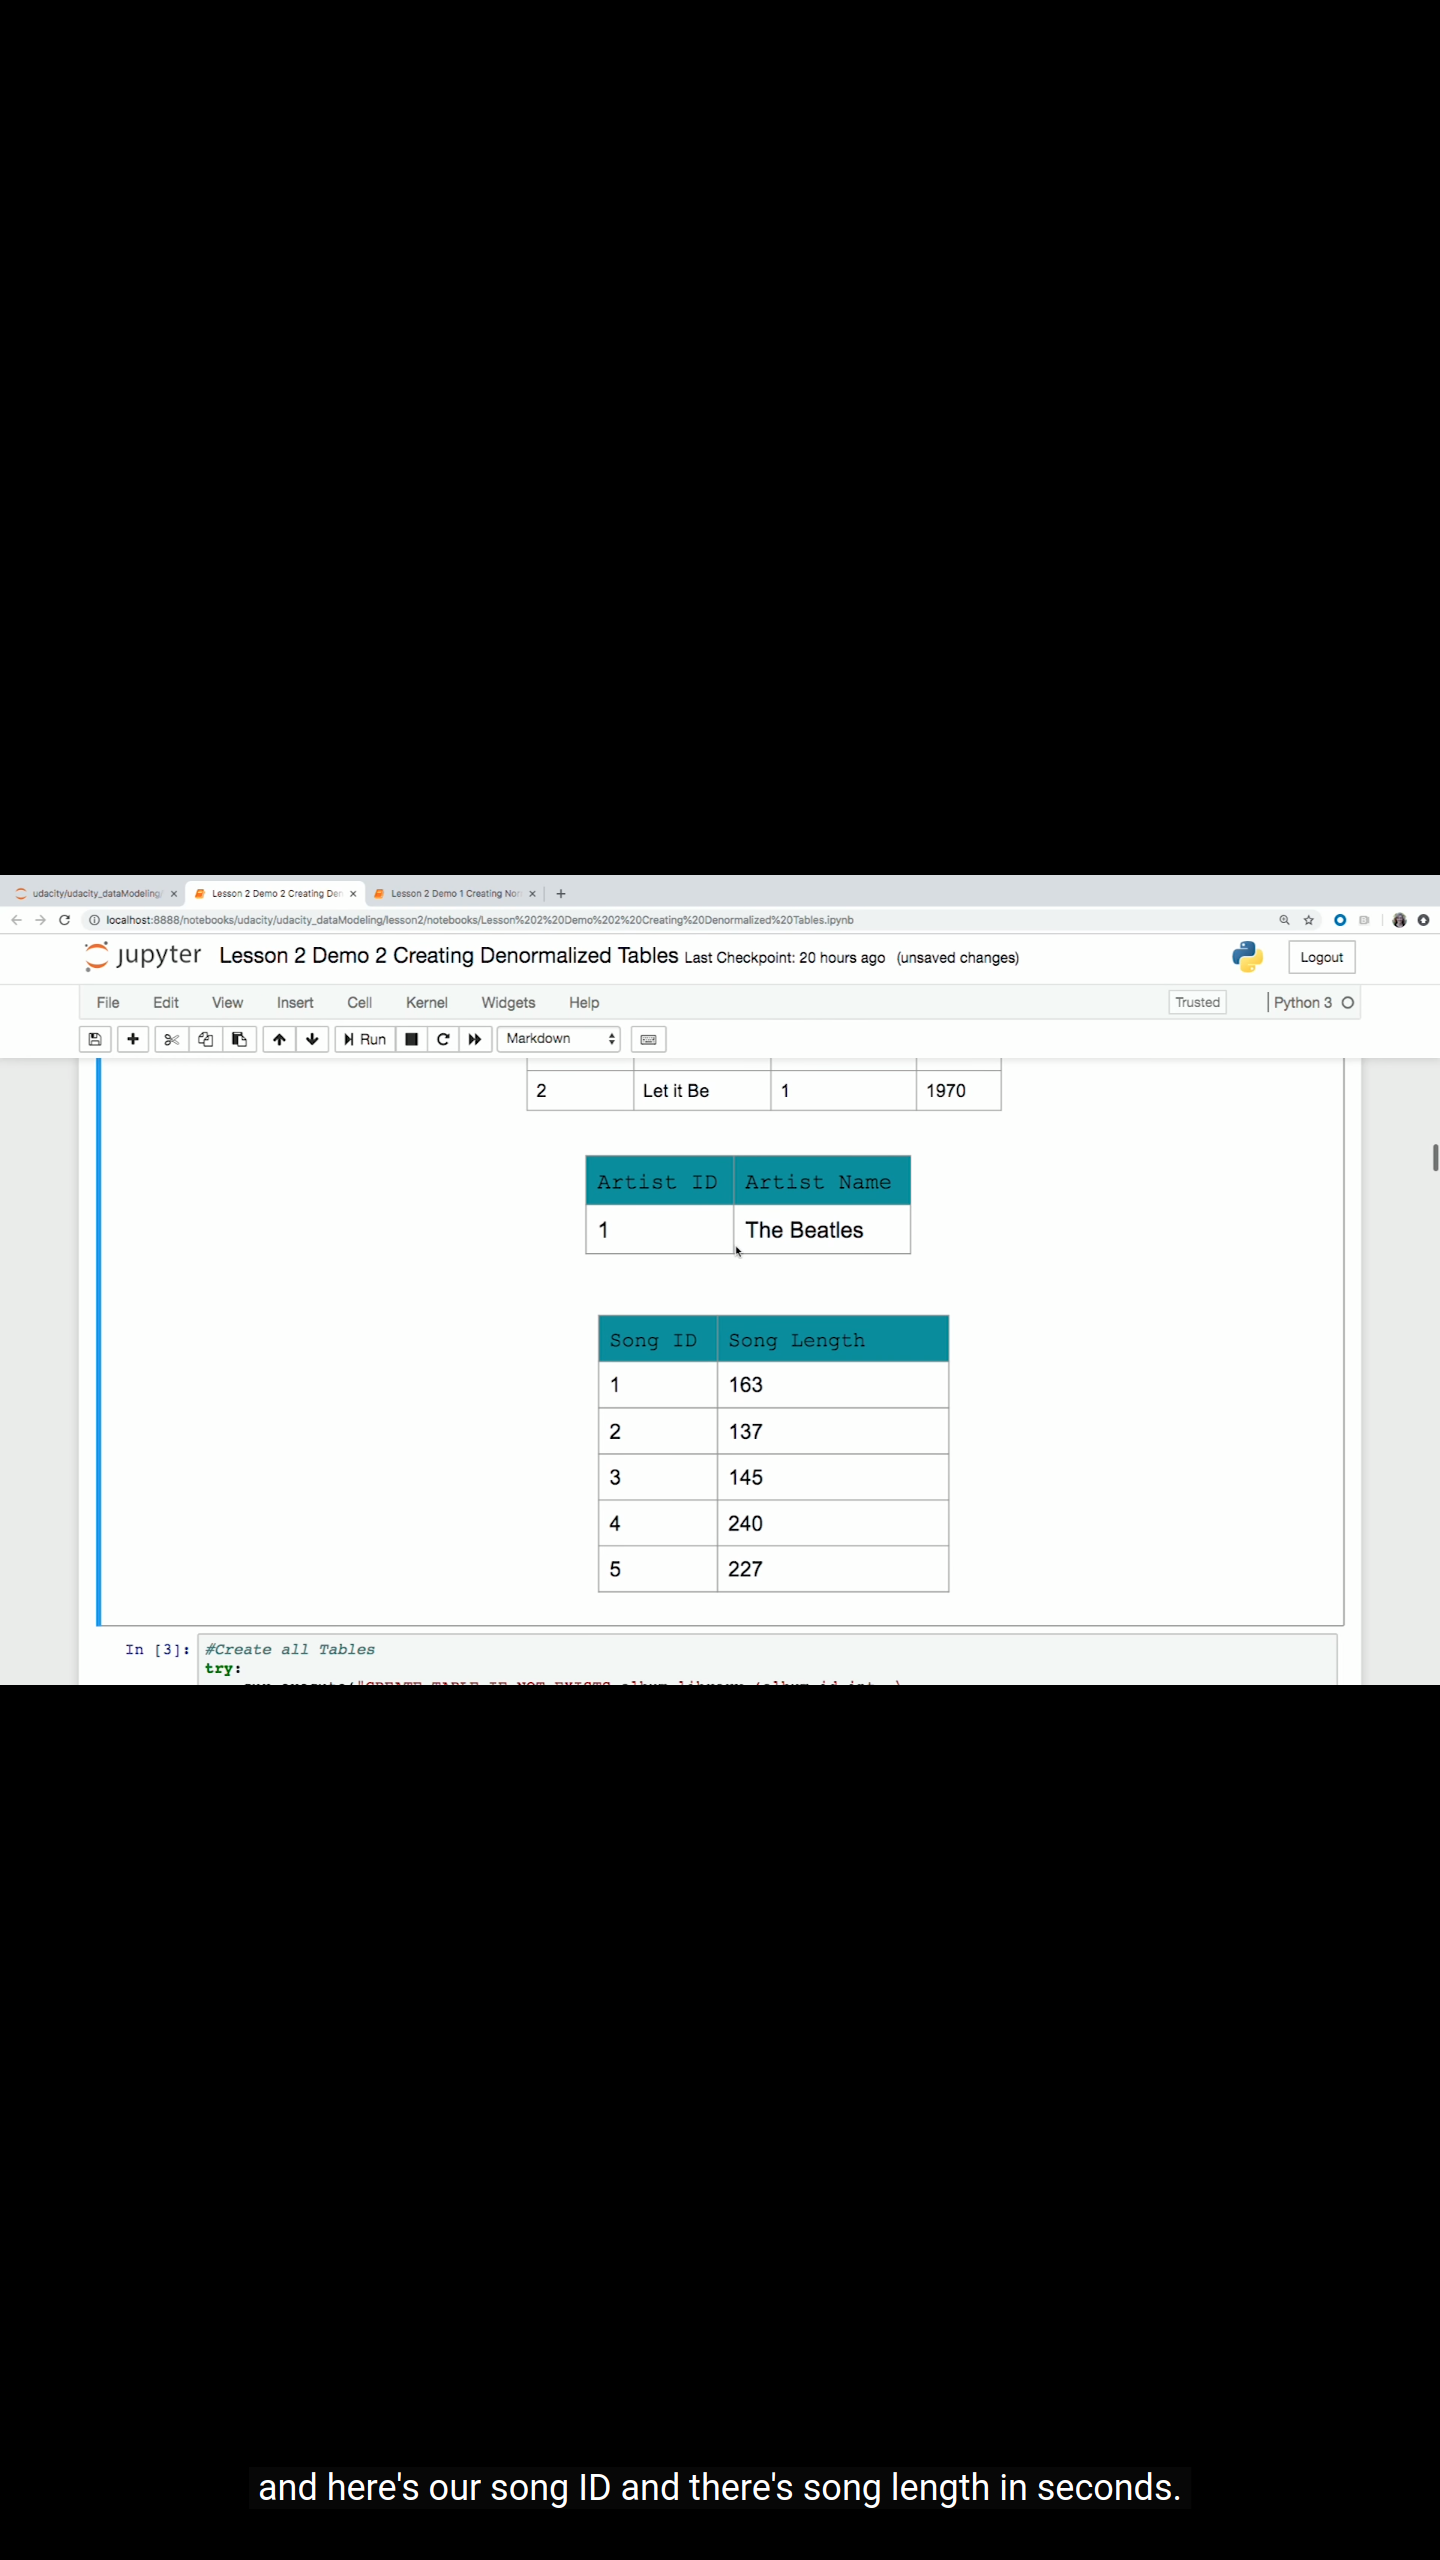 udacity/udacity_dataModeling/
Lesson 2 Demo 2 Creating Den
Lesson 2 Demo 1 Creating Nor
localhost:8888/notebooks/udacity/udacity_dataModeling/lesson2/notebooks/Lesson%202%20Demo%202%20Creating%20Denormalized%20Tables.ipynb
jupyter Lesson 2 Demo 2 Creating Denormalized Tables Last Checkpoint: 20 hours ago (unsaved changes)
Logout
File Edit View Insert Cell Kernel Widgets Help
Trusted
Python 3
Run
Markdown
2 Let it Be 1 1970
Artist ID Artist Name
1 The Beatles
Song ID Song Length
1 163
2 137
3 145
4 240
5 227
In [3]: #Create all Tables
try:
and here's our song ID and there's song length in seconds.